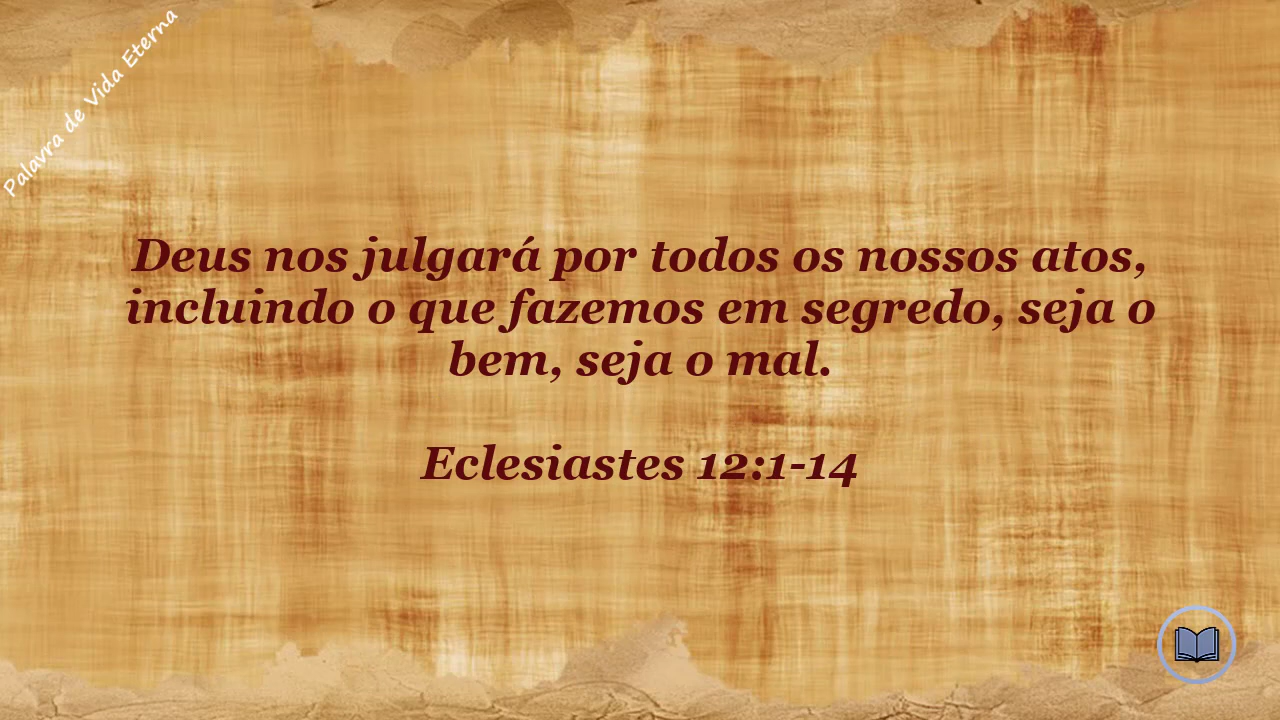 Palavra de Vida Eterna
Deus nos julgará por todos os nossos atos,
incluindo o que fazemos em segredo, seja o
bem, seja o mal.
Eclesiastes 12:1-14